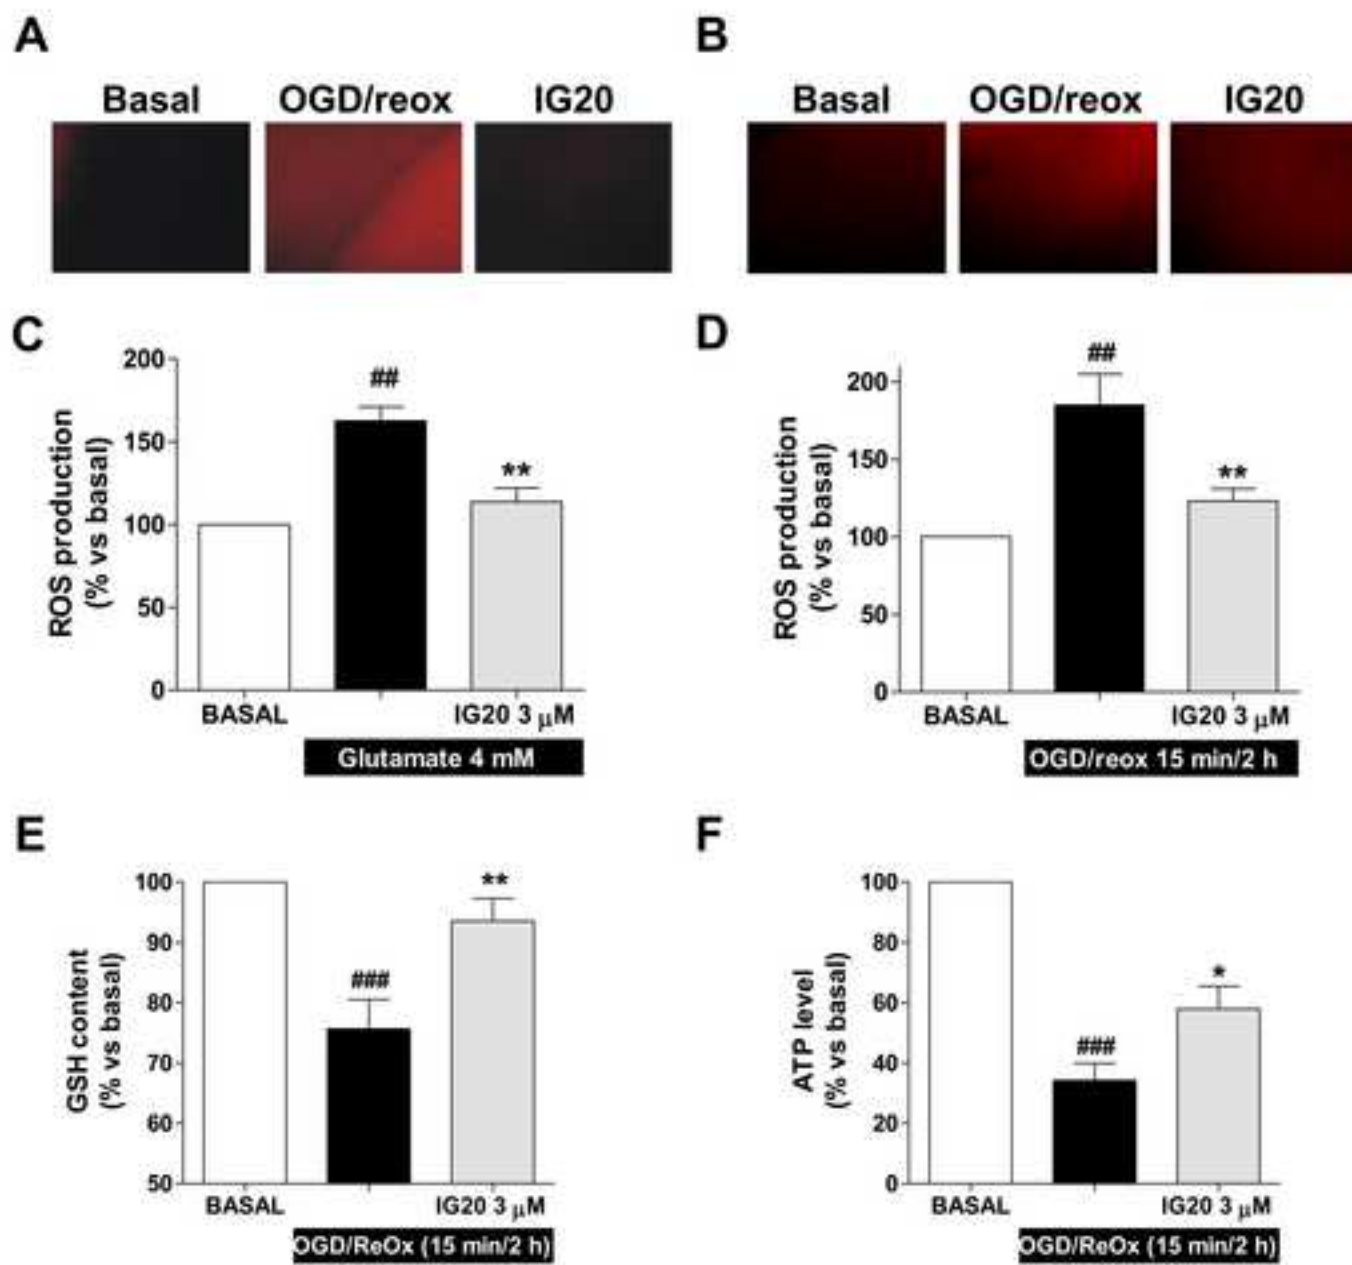 A
Basal OGD/reox IG20
B
Basal OGD/reox IG20
C
ROS production
(% vs basal)
200
150
100
50
0
##
**
BASAL IG20 3 μM
Glutamate 4 mM
D
ROS production
(% vs basal)
200
150
100
50
0
##
**
BASAL IG20 3 μM
OGD/reox 15 min/2 h
E
GSH content
(% vs basal)
100
90
80
70
60
50
###
**
BASAL IG20 3 μM
OGD/ReOx (15 min/2 h)
F
ATP level
(% vs basal)
100
80
60
40
20
0
###
*
BASAL IG20 3 μM
OGD/ReOx (15 min/2 h)